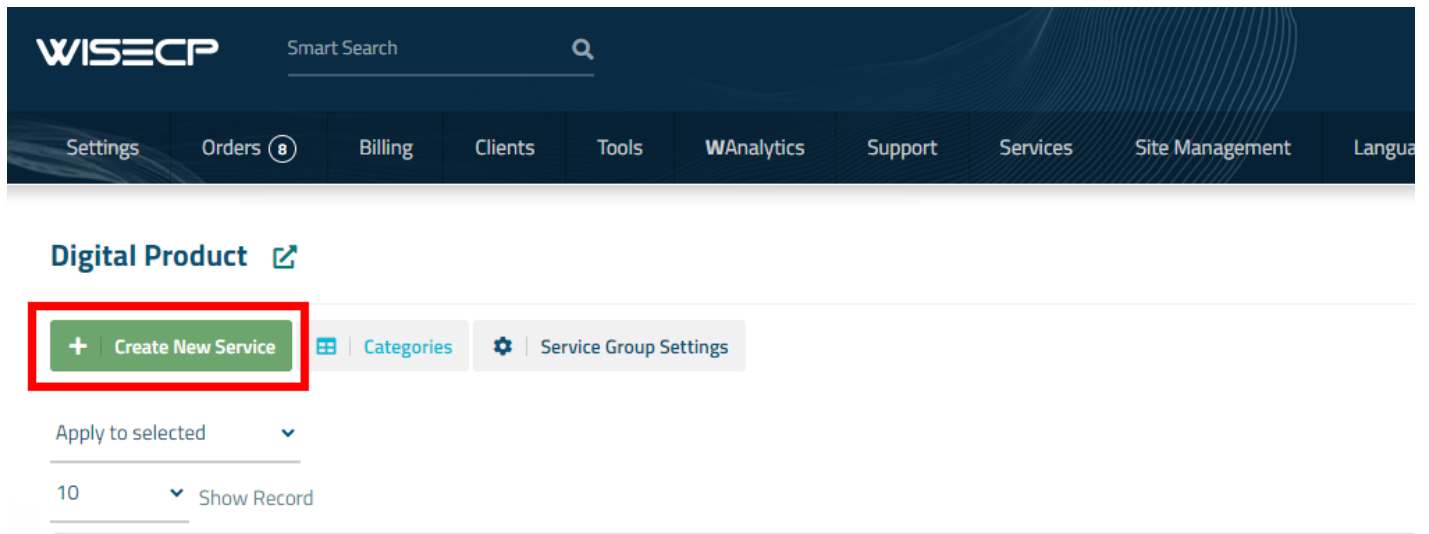 WISECP Smart Search
Settings Orders 8 Billing Clients Tools WAnalytics Support Services Site Management Langua
Digital Product
Create New Service Categories Service Group Settings
Apply to selected
10 Show Record